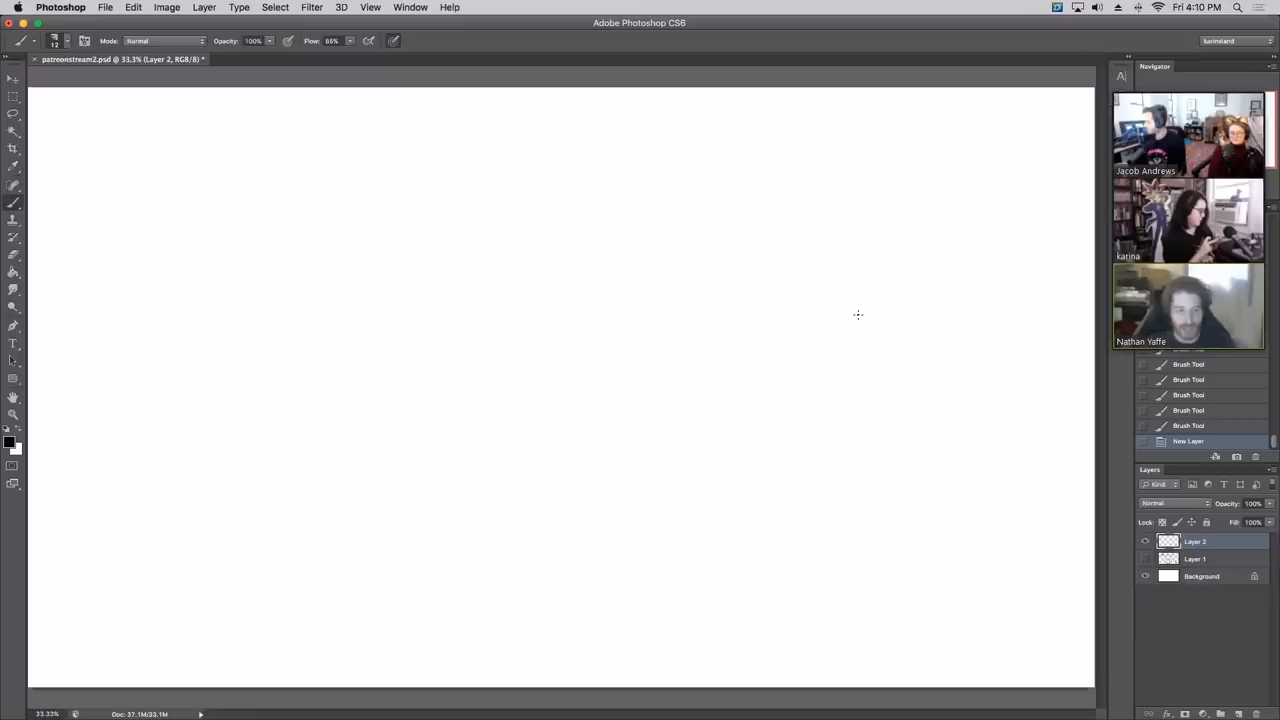 Photoshop File Edit Image Layer Type Select Filter 3D View Window Help Fri 4:10 PM
Adobe Photoshop CS6
12 Mode: Normal Opacity: 100% Flow: 85% kurinsland
× patreonstream2.psd @ 33.3% (Layer 2, RGB/8) *
Navigator
Jacob Andrews
karina
Nathan Yaffe
Brush Tool
Brush Tool
Brush Tool
Brush Tool
Brush Tool
New Layer
Layers
Kind
Normal Opacity: 100%
Lock: Fill: 100%
Layer 2
Layer 1
Background
33.33% Doc: 37.1M/33.1M